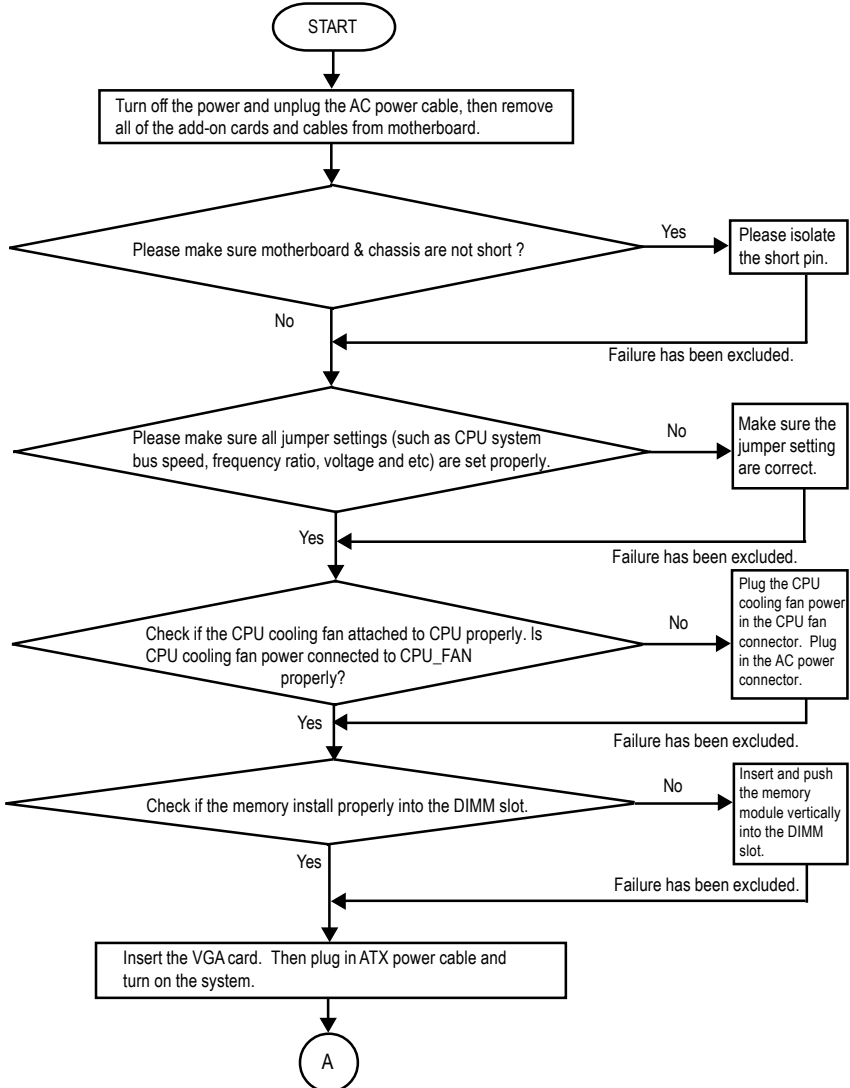 START
Turn off the power and unplug the AC power cable, then remove
all of the add-on cards and cables from motherboard.
Please make sure motherboard & chassis are not short ?
Yes
Please isolate
the short pin.
No
Failure has been excluded.
Please make sure all jumper settings (such as CPU system
bus speed, frequency ratio, voltage and etc) are set properly.
No
Make sure the
jumper setting
are correct.
Yes
Failure has been excluded.
Check if the CPU cooling fan attached to CPU properly. Is
CPU cooling fan power connected to CPU_FAN
properly?
No
Plug the CPU
cooling fan power
in the CPU fan
connector. Plug
in the AC power
connector.
Yes
Failure has been excluded.
Check if the memory install properly into the DIMM slot.
No
Insert and push
the memory
module vertically
into the DIMM
slot.
Yes
Failure has been excluded.
Insert the VGA card. Then plug in ATX power cable and
turn on the system.
A